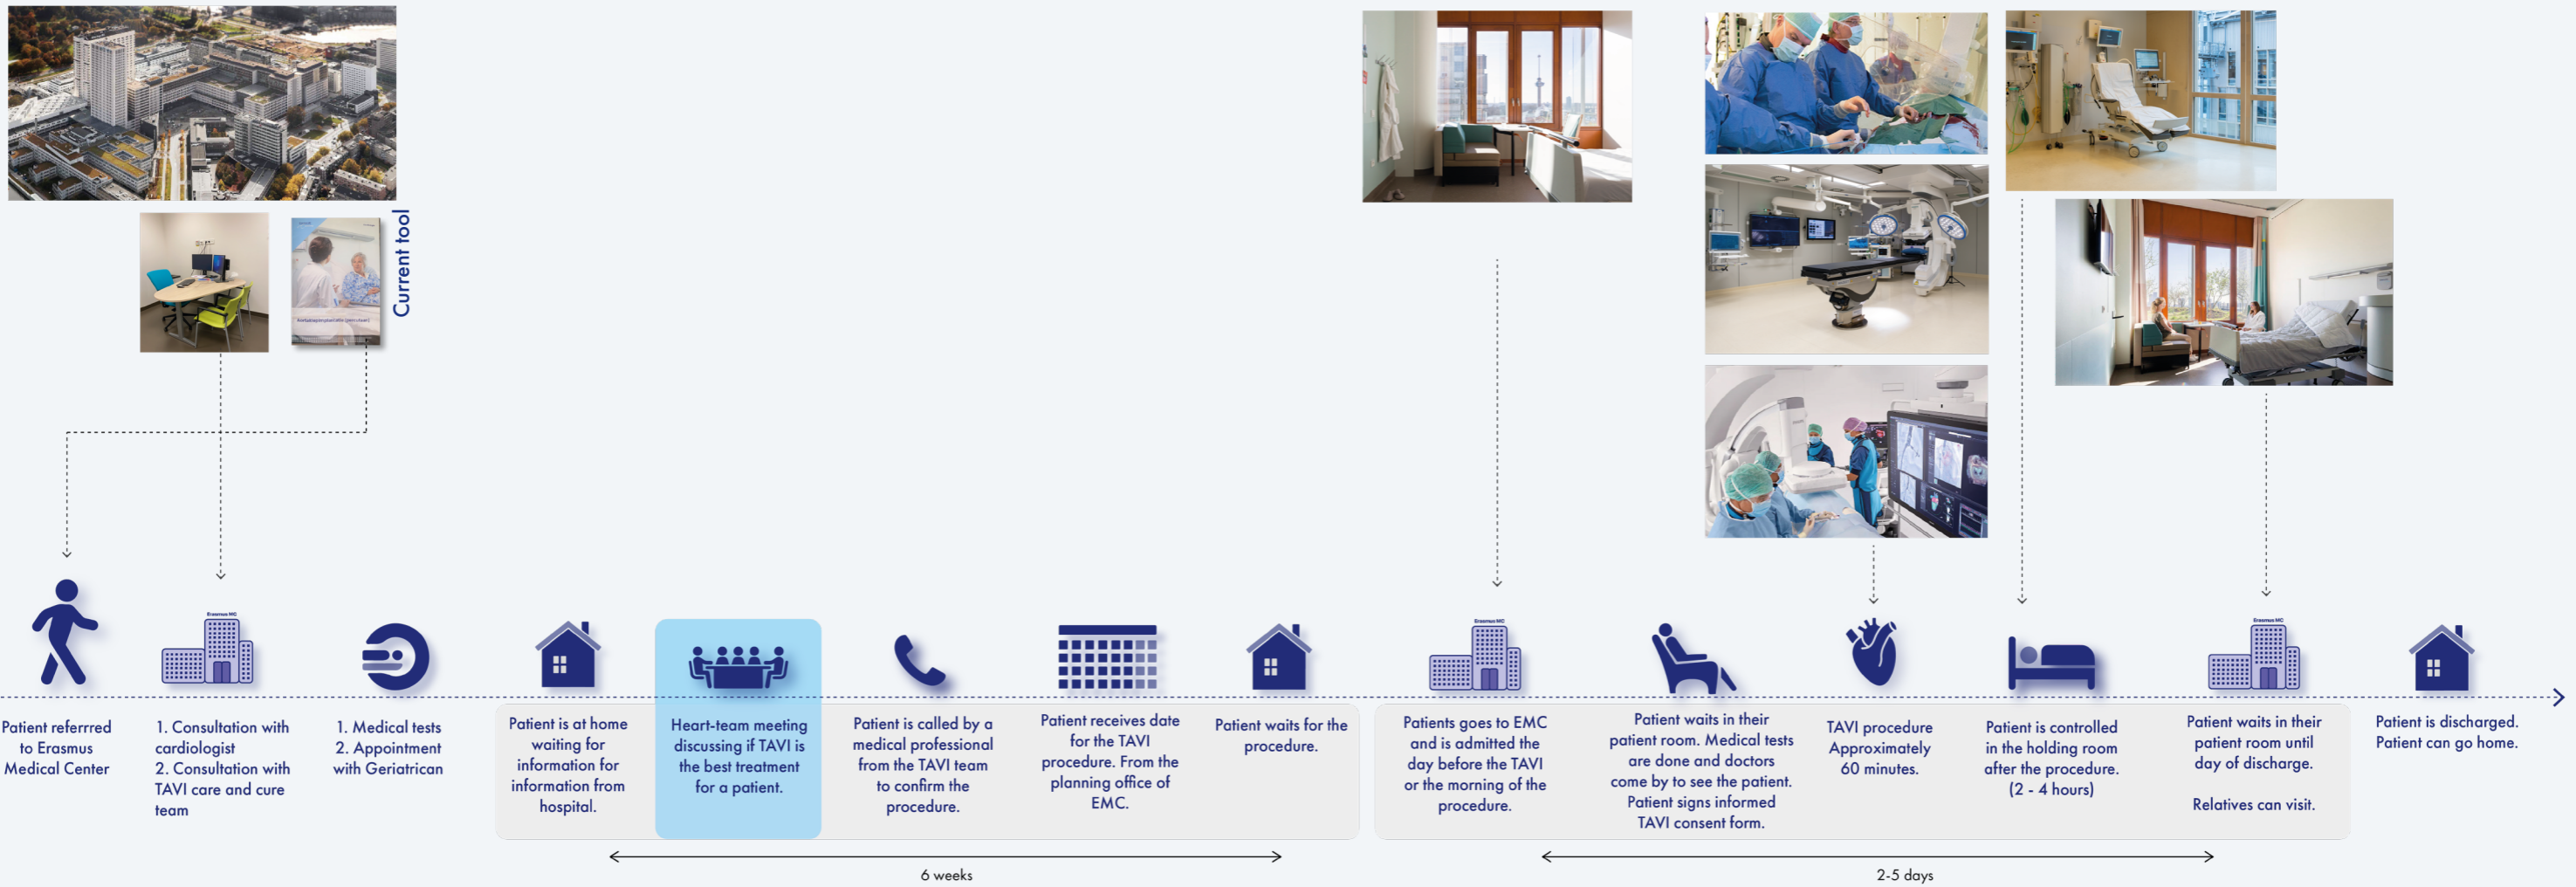 Current tool
Erasmus MC
Erasmus MC
Erasmus MC
Patient referrred
to Erasmus
Medical Center
1. Consultation with
cardiologist
2. Consultation with
TAVI care and cure
team
1. Medical tests
2. Appointment
with Geriatrican
Patient is at home
waiting for
information for
information from
hospital.
Heart-team meeting
discussing if TAVI is
the best treatment
for a patient.
Patient is called by a
medical professional
from the TAVI team
to confirm the
procedure.
Patient receives date
for the TAVI
procedure. From the
planning office of
EMC.
Patient waits for the
procedure.
Patients goes to EMC
and is admitted the
day before the TAVI
or the morning of the
procedure.
Patient waits in their
patient room. Medical tests
are done and doctors
come by to see the patient.
Patient signs informed
TAVI consent form.
TAVI procedure
Approximately
60 minutes.
Patient is controlled
in the holding room
after the procedure.
(2 - 4 hours)
Patient waits in their
patient room until
day of discharge.
Relatives can visit.
Patient is discharged.
Patient can go home.
6 weeks
2-5 days